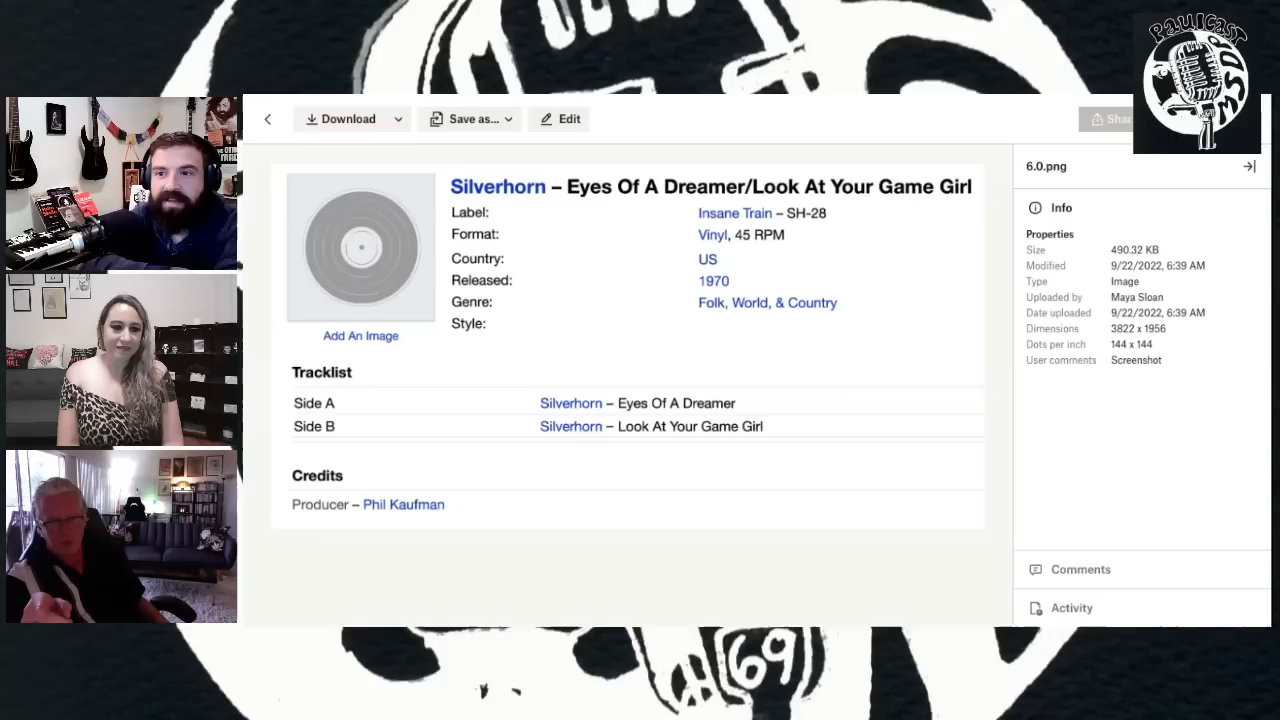 Paulcast
Download
Save as...
Edit
Shar
6.0.png
Silverhorn – Eyes Of A Dreamer/Look At Your Game Girl
Label: Insane Train – SH-28
Format: Vinyl, 45 RPM
Country: US
Released: 1970
Genre: Folk, World, & Country
Style:
Add An Image
Tracklist
Side A Silverhorn – Eyes Of A Dreamer
Side B Silverhorn – Look At Your Game Girl
Credits
Producer – Phil Kaufman
Info
Properties
Size 490.32 KB
Modified 9/22/2022, 6:39 AM
Type Image
Uploaded by Maya Sloan
Date uploaded 9/22/2022, 6:39 AM
Dimensions 3822 x 1956
Dots per inch 144 x 144
User comments Screenshot
Comments
Activity
69